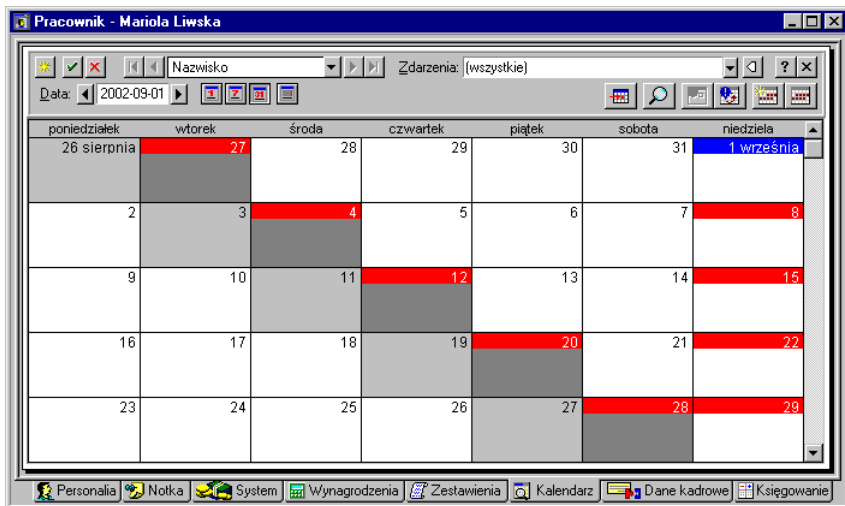 Pracownik - Mariola Liwska
Nazwisko Zdarzenia: (wszystkie) ?
Data: 2002-09-01 1 7 31
poniedziałek wtorek środa czwartek piątek sobota niedziela
26 sierpnia 27 28 29 30 31 1 września
2 3 4 5 6 7 8
9 10 11 12 13 14 15
16 17 18 19 20 21 22
23 24 25 26 27 28 29
Personalia Notka System Wynagrodzenia Zestawienia Kalendarz Dane kadrowe Księgowanie